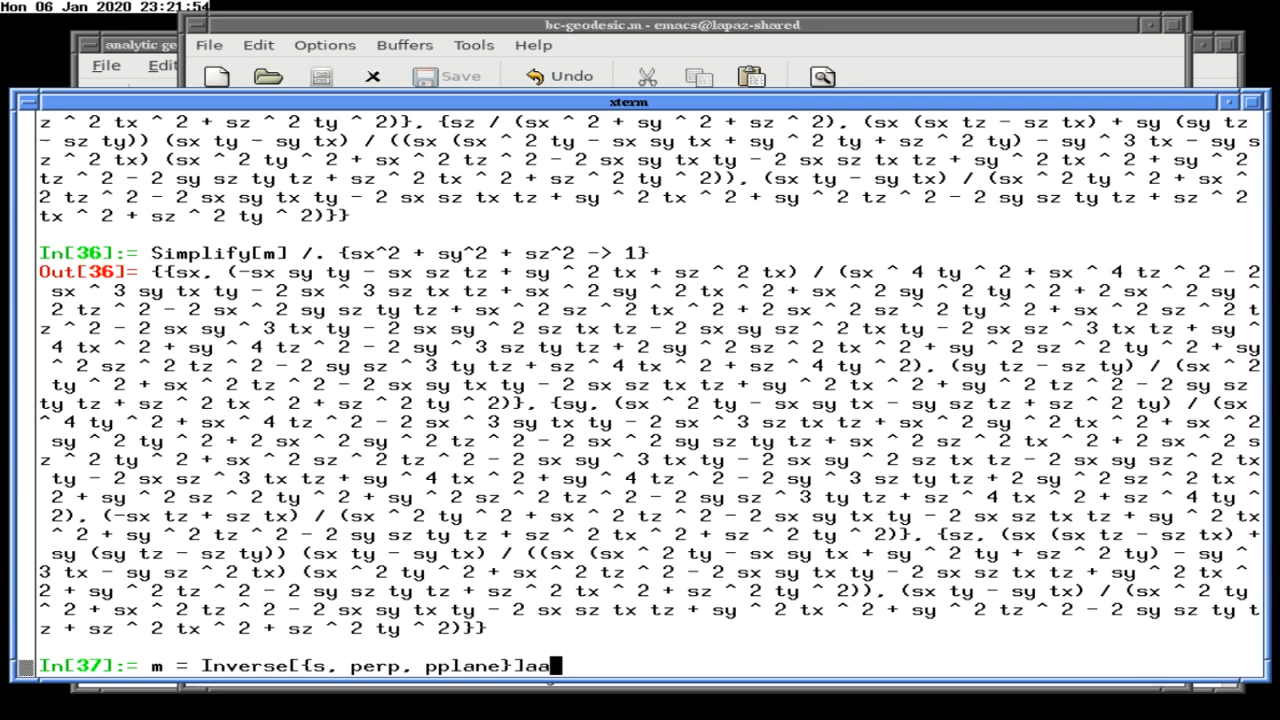 Mon 06 Jan 2020 23:21:54
bc-geodesic.m - emacs@lapaz-shared
analytic ge
File Edit Options Buffers Tools Help
File Edit
Save Undo
xterm
z ^ 2 tx ^ 2 + sz ^ 2 ty ^ 2)}, {sz / (sx ^ 2 + sy ^ 2 + sz ^ 2), (sx (sx tz - sz tx) + sy (sy tz
- sz ty)) (sx ty - sy tx) / ((sx (sx ^ 2 ty - sx sy tx + sy ^ 2 ty + sz ^ 2 ty) - sy ^ 3 tx - sy s
z ^ 2 tx) (sx ^ 2 ty ^ 2 + sx ^ 2 tz ^ 2 - 2 sx sy tx ty - 2 sx sz tx tz + sy ^ 2 tx ^ 2 + sy ^ 2
tz ^ 2 - 2 sy sz ty tz + sz ^ 2 tx ^ 2 + sz ^ 2 ty ^ 2)), (sx ty - sy tx) / (sx ^ 2 ty ^ 2 + sx ^
2 tz ^ 2 - 2 sx sy tx ty - 2 sx sz tx tz + sy ^ 2 tx ^ 2 + sy ^ 2 tz ^ 2 - 2 sy sz ty tz + sz ^ 2
tx ^ 2 + sz ^ 2 ty ^ 2)}}
In[36]:= Simplify[m] /. {sx^2 + sy^2 + sz^2 -> 1}
Out[36]= {{sx, (-sx sy ty - sx sz tz + sy ^ 2 tx + sz ^ 2 tx) / (sx ^ 4 ty ^ 2 + sx ^ 4 tz ^ 2 - 2
sx ^ 3 sy tx ty - 2 sx ^ 3 sz tx tz + sx ^ 2 sy ^ 2 tx ^ 2 + sx ^ 2 sy ^ 2 ty ^ 2 + 2 sx ^ 2 sy ^
2 tz ^ 2 - 2 sx ^ 2 sy sz ty tz + sx ^ 2 sz ^ 2 tx ^ 2 + 2 sx ^ 2 sz ^ 2 ty ^ 2 + sx ^ 2 sz ^ 2 t
z ^ 2 - 2 sx sy ^ 3 tx ty - 2 sx sy ^ 2 sz tx tz - 2 sx sy sz ^ 2 tx ty - 2 sx sz ^ 3 tx tz + sy ^
4 tx ^ 2 + sy ^ 4 tz ^ 2 - 2 sy ^ 3 sz ty tz + 2 sy ^ 2 sz ^ 2 tx ^ 2 + sy ^ 2 sz ^ 2 ty ^ 2 + sy
^ 2 sz ^ 2 tz ^ 2 - 2 sy sz ^ 3 ty tz + sz ^ 4 tx ^ 2 + sz ^ 4 ty ^ 2), (sy tz - sz ty) / (sx ^ 2
ty ^ 2 + sx ^ 2 tz ^ 2 - 2 sx sy tx ty - 2 sx sz tx tz + sy ^ 2 tx ^ 2 + sy ^ 2 tz ^ 2 - 2 sy sz
ty tz + sz ^ 2 tx ^ 2 + sz ^ 2 ty ^ 2)}, {sy, (sx ^ 2 ty - sx sy tx - sy sz tz + sz ^ 2 ty) / (sx
^ 4 ty ^ 2 + sx ^ 4 tz ^ 2 - 2 sx ^ 3 sy tx ty - 2 sx ^ 3 sz tx tz + sx ^ 2 sy ^ 2 tx ^ 2 + sx ^ 2
sy ^ 2 ty ^ 2 + 2 sx ^ 2 sy ^ 2 tz ^ 2 - 2 sx ^ 2 sy sz ty tz + sx ^ 2 sz ^ 2 tx ^ 2 + 2 sx ^ 2 s
z ^ 2 ty ^ 2 + sx ^ 2 sz ^ 2 tz ^ 2 - 2 sx sy ^ 3 tx ty - 2 sx sy ^ 2 sz tx tz - 2 sx sy sz ^ 2 tx
ty - 2 sx sz ^ 3 tx tz + sy ^ 4 tx ^ 2 + sy ^ 4 tz ^ 2 - 2 sy ^ 3 sz ty tz + 2 sy ^ 2 sz ^ 2 tx ^
2 + sy ^ 2 sz ^ 2 ty ^ 2 + sy ^ 2 sz ^ 2 tz ^ 2 - 2 sy sz ^ 3 ty tz + sz ^ 4 tx ^ 2 + sz ^ 4 ty ^
2), (-sx tz + sz tx) / (sx ^ 2 ty ^ 2 + sx ^ 2 tz ^ 2 - 2 sx sy tx ty - 2 sx sz tx tz + sy ^ 2 tx
^ 2 + sy ^ 2 tz ^ 2 - 2 sy sz ty tz + sz ^ 2 tx ^ 2 + sz ^ 2 ty ^ 2)}, {sz, (sx (sx tz - sz tx) +
sy (sy tz - sz ty)) (sx ty - sy tx) / ((sx (sx ^ 2 ty - sx sy tx + sy ^ 2 ty + sz ^ 2 ty) - sy ^
3 tx - sy sz ^ 2 tx) (sx ^ 2 ty ^ 2 + sx ^ 2 tz ^ 2 - 2 sx sy tx ty - 2 sx sz tx tz + sy ^ 2 tx ^
2 + sy ^ 2 tz ^ 2 - 2 sy sz ty tz + sz ^ 2 tx ^ 2 + sz ^ 2 ty ^ 2)), (sx ty - sy tx) / (sx ^ 2 ty
^ 2 + sx ^ 2 tz ^ 2 - 2 sx sy tx ty - 2 sx sz tx tz + sy ^ 2 tx ^ 2 + sy ^ 2 tz ^ 2 - 2 sy sz ty t
z + sz ^ 2 tx ^ 2 + sz ^ 2 ty ^ 2)}}
In[37]:= m = Inverse[{s, perp, pplane}]aa